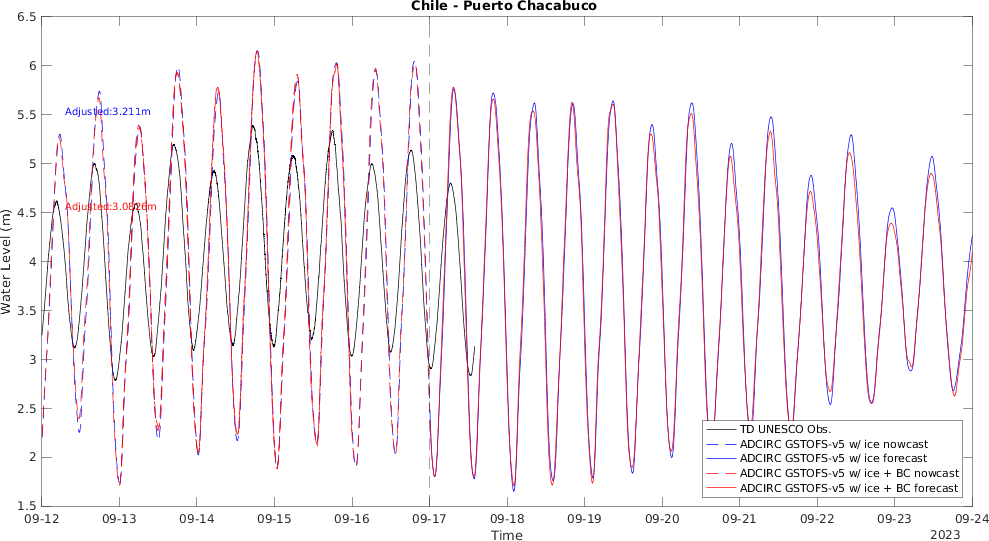 Chile - Puerto Chacabuco
6.5
6
5.5
5
4.5
4
3.5
3
2.5
2
1.5
Water Level (m)
Adjusted:3.211m
Adjusted:3.0826m
TD UNESCO Obs.
ADCIRC GSTOFS-v5 w/ ice nowcast
ADCIRC GSTOFS-v5 w/ ice forecast
ADCIRC GSTOFS-v5 w/ ice + BC nowcast
ADCIRC GSTOFS-v5 w/ ice + BC forecast
09-12 09-13 09-14 09-15 09-16 09-17 09-18 09-19 09-20 09-21 09-22 09-23 09-24
Time
2023